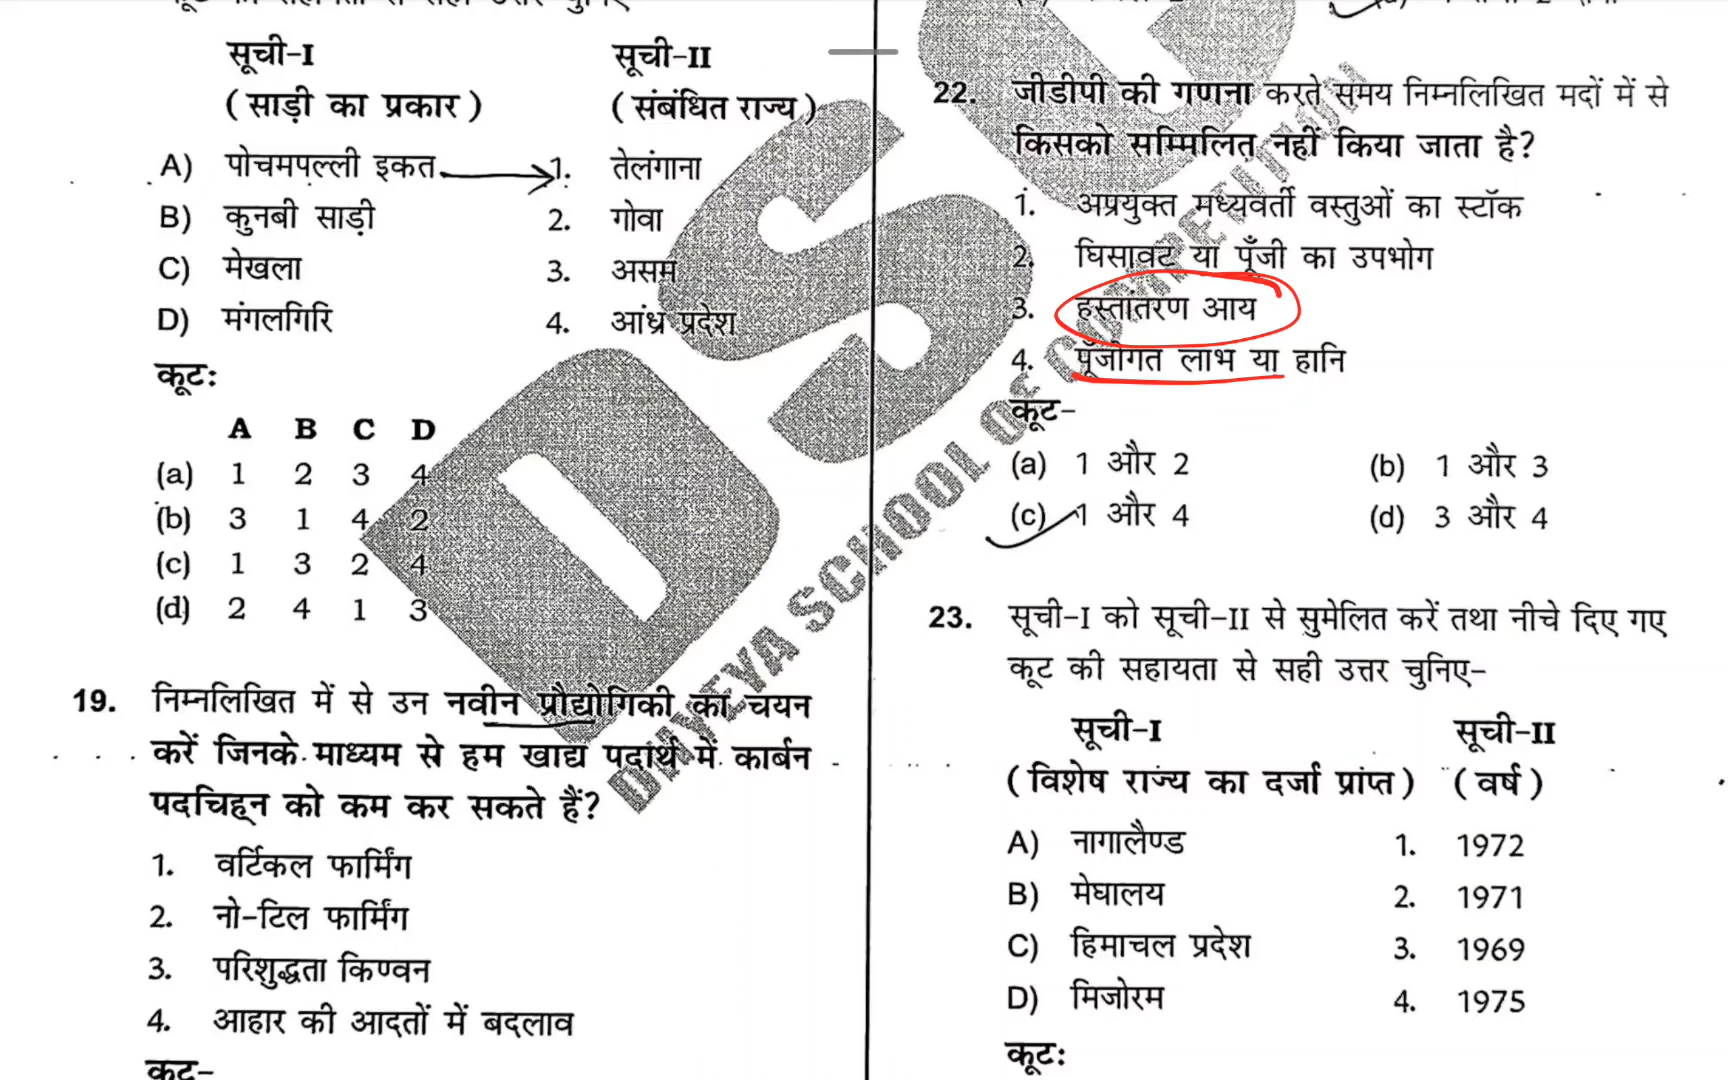 सूची-I सूची-II
(साड़ी का प्रकार) (संबंधित राज्य)
A) पोचमपल्ली इकत 1. तेलंगाना
B) कुनबी साड़ी 2. गोवा
C) मेखला 3. असम
D) मंगलगिरि 4. आंध्र प्रदेश
कूट:
A B C D
(a) 1 2 3 4
(b) 3 1 4 2
(c) 1 3 2 4
(d) 2 4 1 3
19. निम्नलिखित में से उन नवीन प्रौद्योगिकी का चयन
करें जिनके माध्यम से हम खाद्य पदार्थ में कार्बन
पदचिह्न को कम कर सकते हैं?
1. वर्टिकल फार्मिंग
2. नो-टिल फार्मिंग
3. परिशुद्धता किण्वन
4. आहार की आदतों में बदलाव
कूट-
22. जीडीपी की गणना करते समय निम्नलिखित मदों में से
किसको सम्मिलित नहीं किया जाता है?
1. अप्रयुक्त मध्यवर्ती वस्तुओं का स्टॉक
2. घिसावट या पूँजी का उपभोग
3. हस्तांतरण आय
4. पूँजीगत लाभ या हानि
कूट-
(a) 1 और 2 (b) 1 और 3
(c) 1 और 4 (d) 3 और 4
23. सूची-I को सूची-II से सुमेलित करें तथा नीचे दिए गए
कूट की सहायता से सही उत्तर चुनिए-
सूची-I सूची-II
(विशेष राज्य का दर्जा प्राप्त) (वर्ष)
A) नागालैण्ड 1. 1972
B) मेघालय 2. 1971
C) हिमाचल प्रदेश 3. 1969
D) मिजोरम 4. 1975
कूट:
DSC
DHYEYA SCHOOL OF COMPETITION